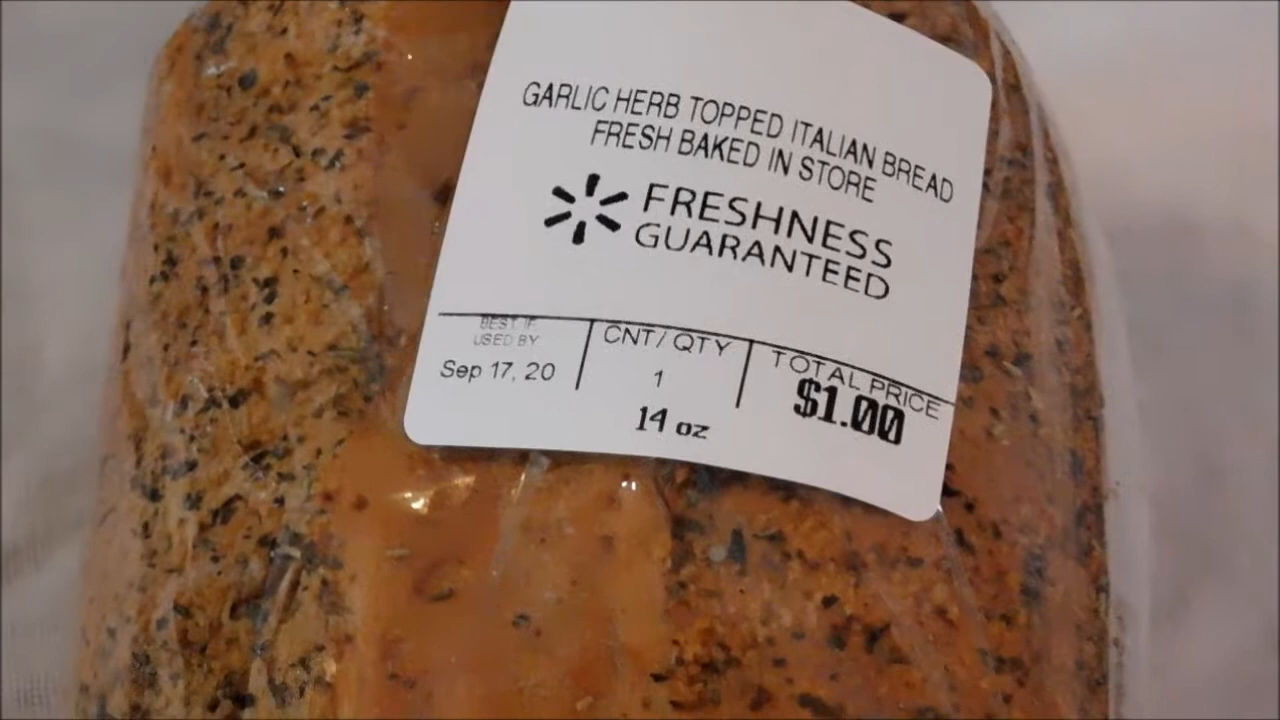 GARLIC HERB TOPPED ITALIAN BREAD
FRESH BAKED IN STORE
FRESHNESS
GUARANTEED
BEST IF
USED BY
Sep 17, 20
CNT/QTY
1
14 oz
TOTAL PRICE
$1.00